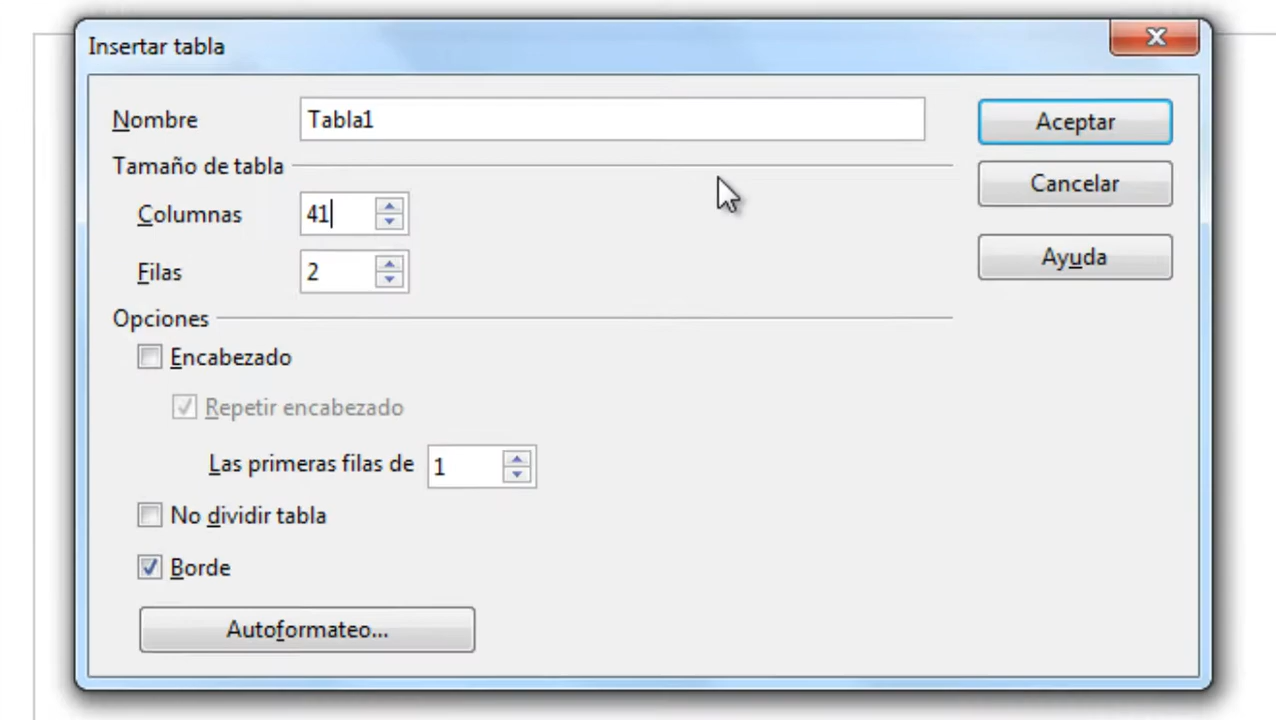 Insertar tabla
Nombre Tabla1 Aceptar
Tamaño de tabla
Cancelar
Columnas 41
Ayuda
Filas 2
Opciones
Encabezado
Repetir encabezado
Las primeras filas de 1
No dividir tabla
Borde
Autoformateo...